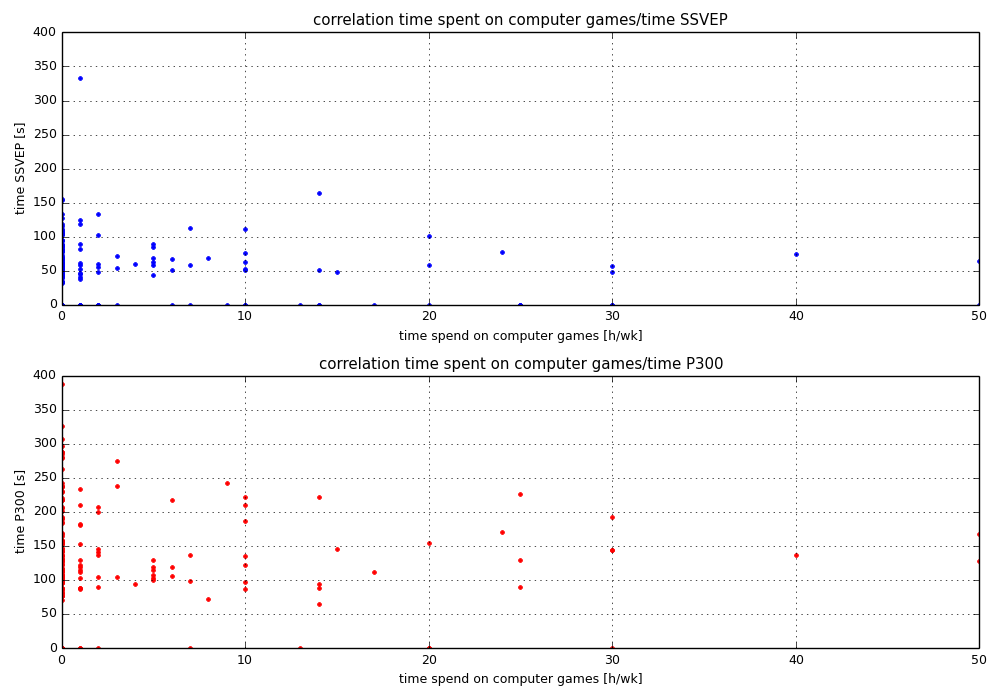 correlation time spent on computer games/time SSVEP
400
350
300
250
200
150
100
50
0
time SSVEP [s]
0 10 20 30 40 50
time spend on computer games [h/wk]
correlation time spent on computer games/time P300
400
350
300
250
200
150
100
50
0
time P300 [s]
0 10 20 30 40 50
time spend on computer games [h/wk]